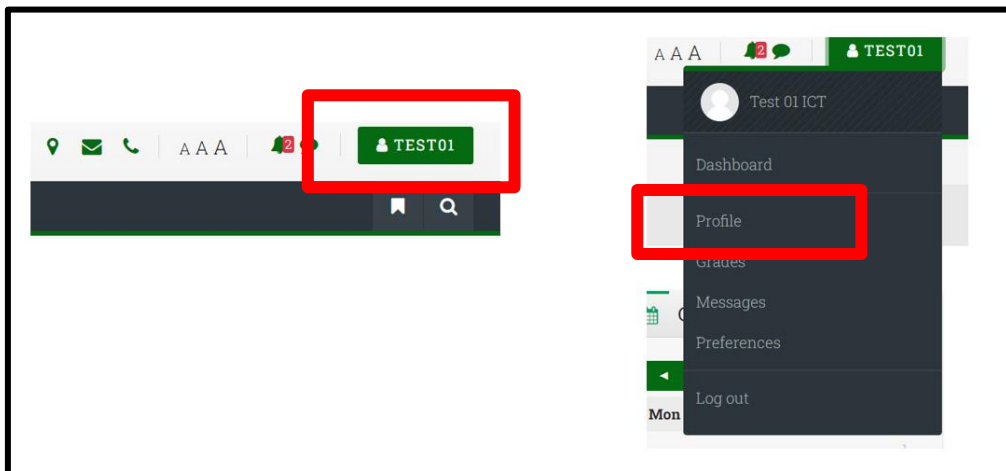 A A A 2 TEST01
A A A 2 TEST01
Test 01 ICT
Dashboard
Profile
Grades
Messages
Preferences
Log out
Mon